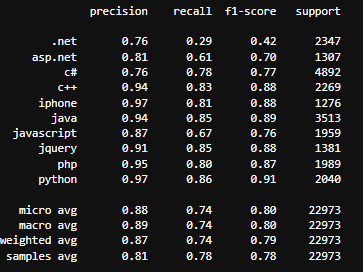 precision recall f1-score support
.net 0.76 0.29 0.42 2347
asp.net 0.81 0.61 0.70 1307
c# 0.76 0.78 0.77 4892
c++ 0.94 0.83 0.88 2269
iphone 0.97 0.81 0.88 1276
java 0.94 0.85 0.89 3513
javascript 0.87 0.67 0.76 1959
jquery 0.91 0.85 0.88 1381
php 0.95 0.80 0.87 1989
python 0.97 0.86 0.91 2040
micro avg 0.88 0.74 0.80 22973
macro avg 0.89 0.74 0.80 22973
weighted avg 0.87 0.74 0.79 22973
samples avg 0.81 0.78 0.78 22973